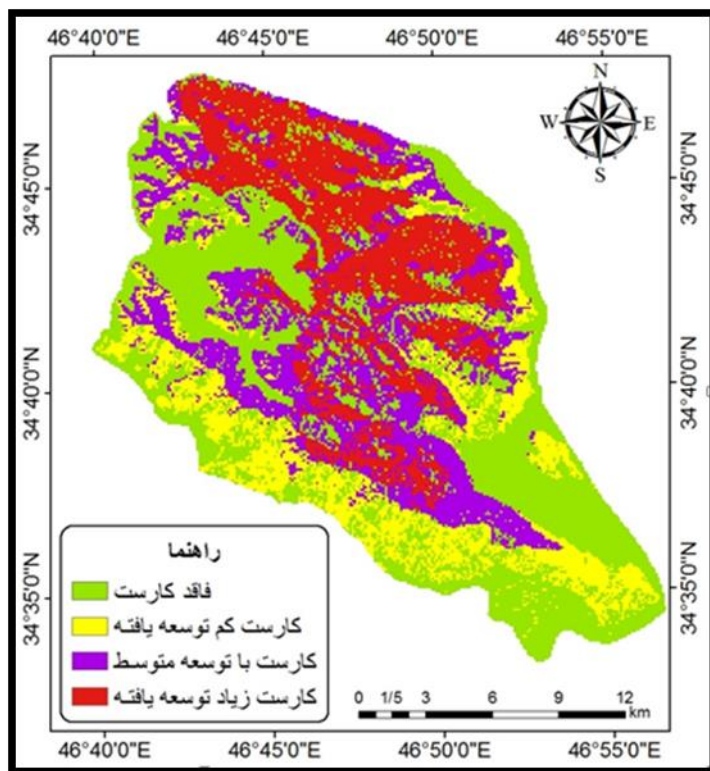 46°40'0"E 46°45'0"E 46°50'0"E 46°55'0"E
N
W E
S
34°45'0"N
34°40'0"N
34°35'0"N
34°45'0"N
34°40'0"N
34°35'0"N
راهنما
فاقد کارست
کارست کم توسعه یافته
کارست با توسعه متوسط
کارست زیاد توسعه یافته
0 1/5 3 6 9 12
km
46°40'0"E 46°45'0"E 46°50'0"E 46°55'0"E